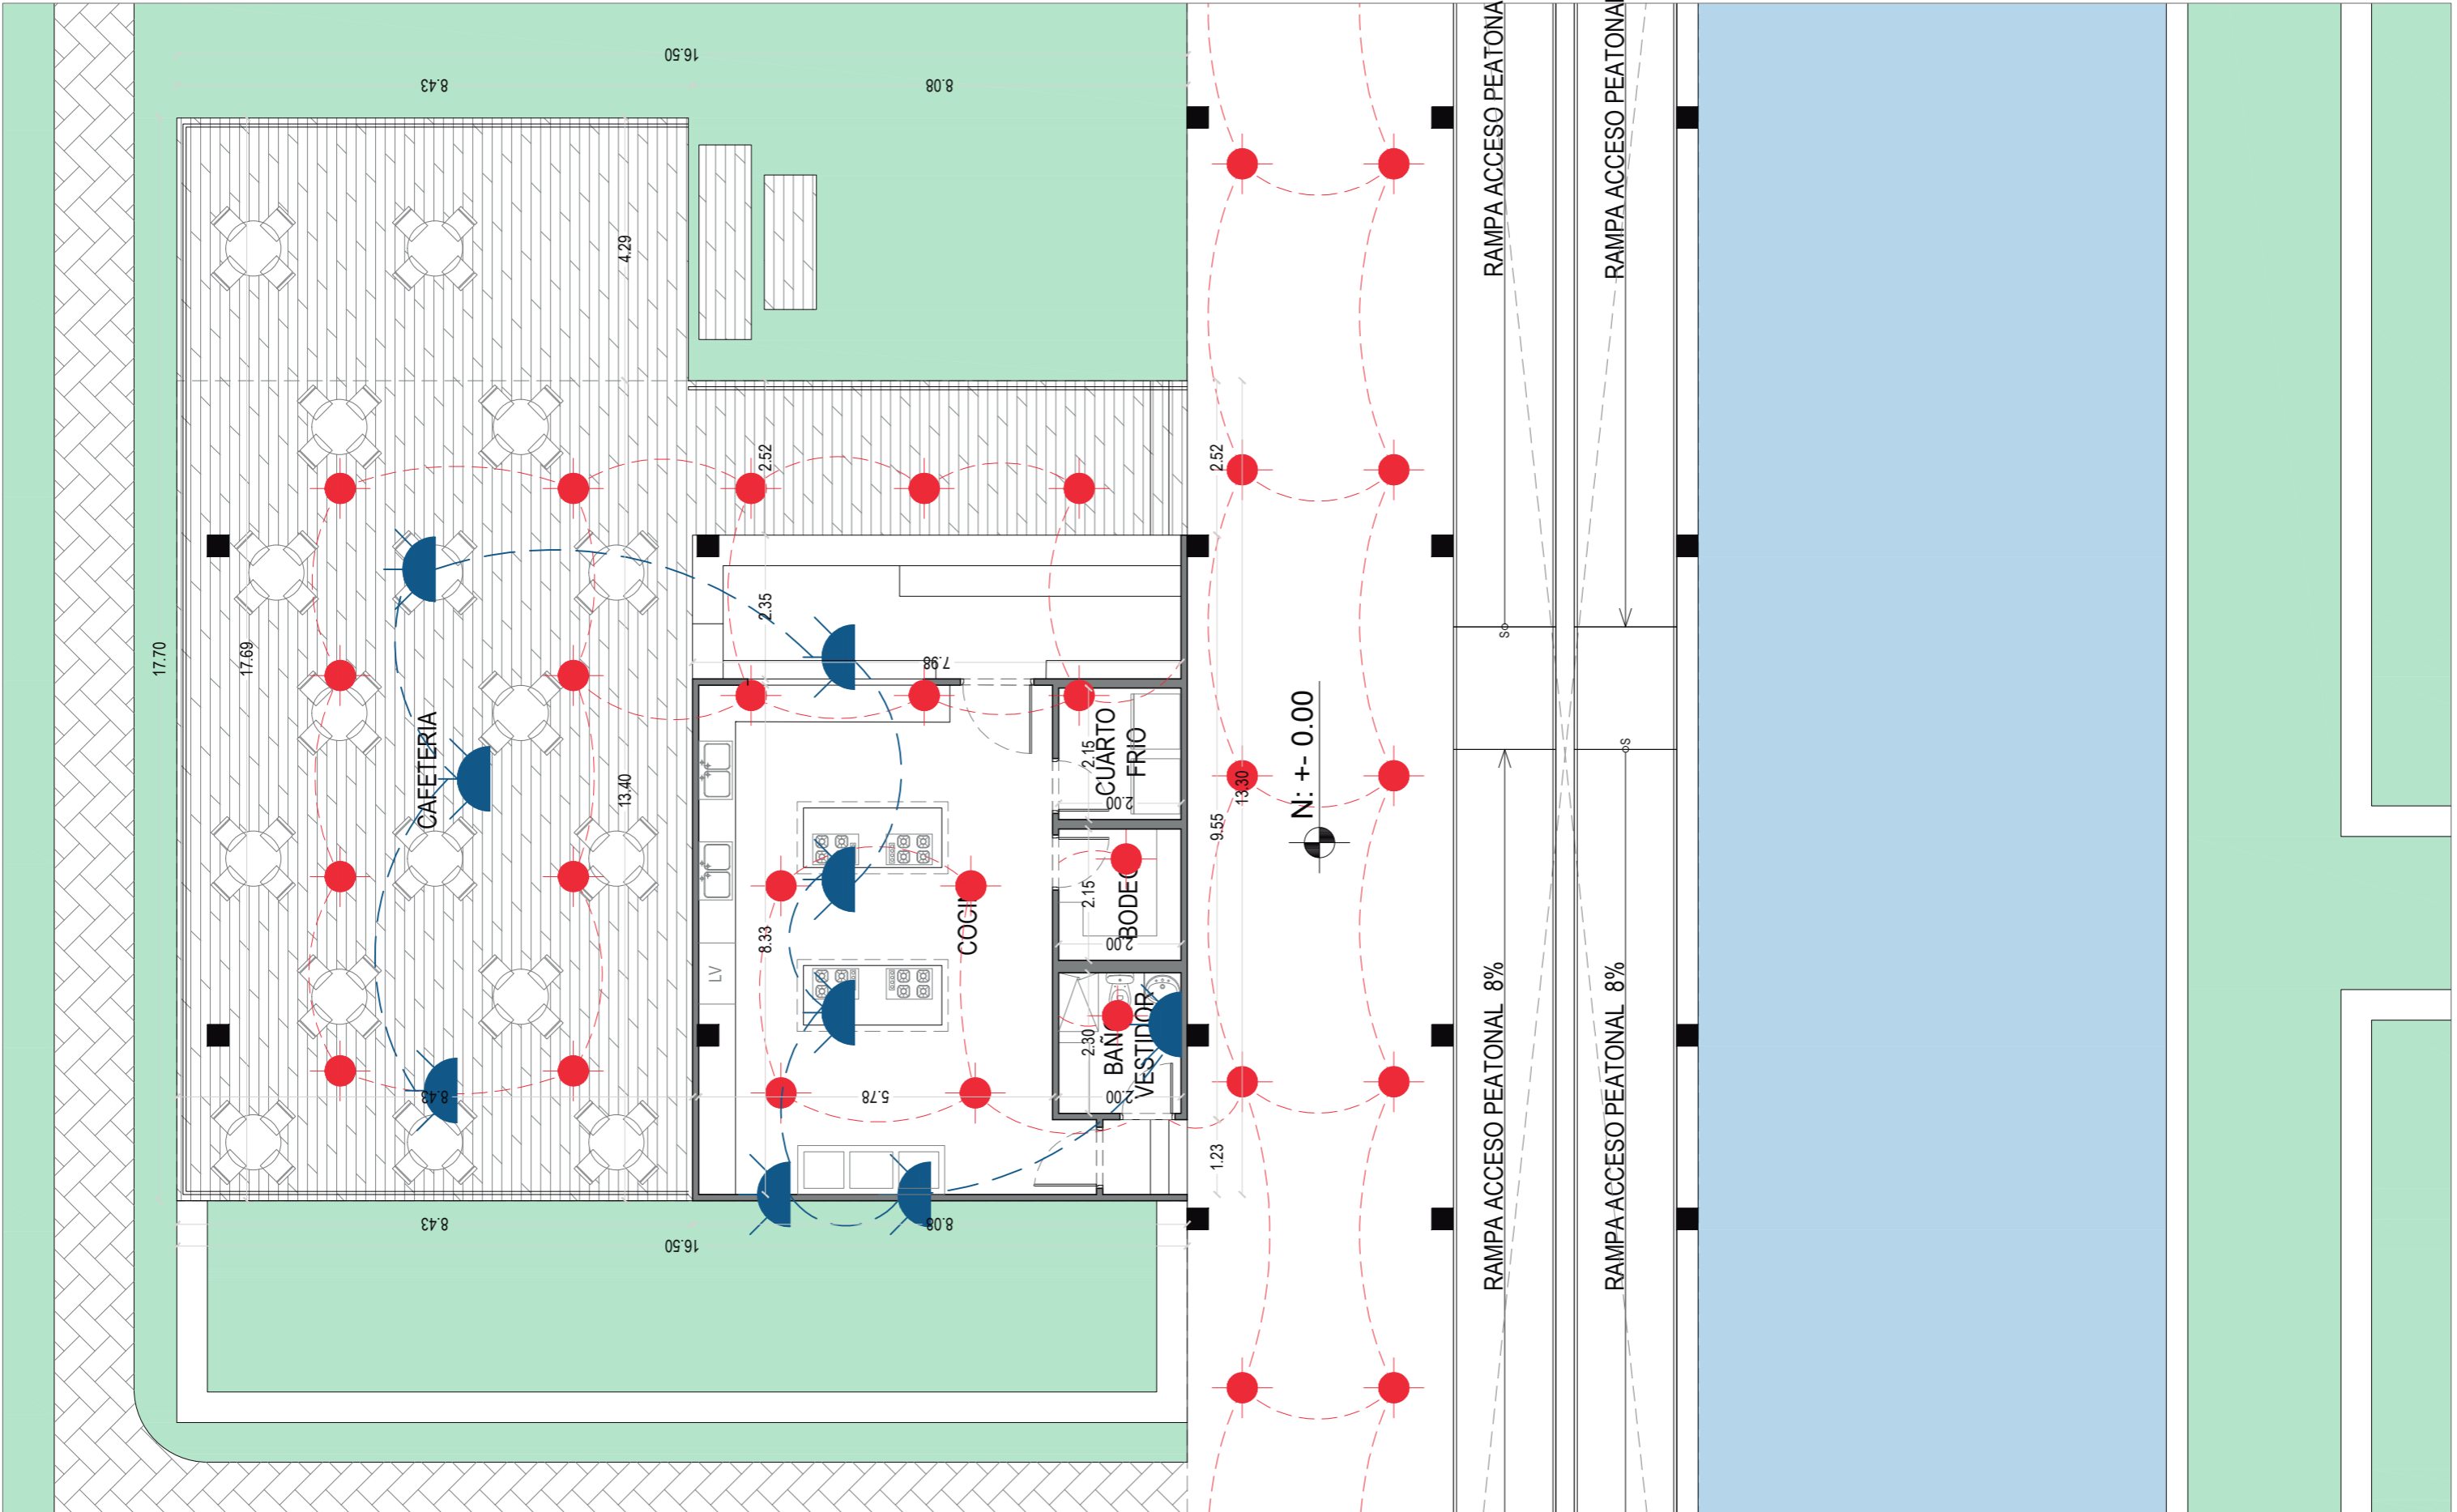 16.50
8.43
8.08
RAMPA ACCESO PEATONA
RAMPA ACCESO PEATONA
4.29
2.52
2.52
2.35
17.70
17.69
7.98
S
CAFETERIA
13.40
CUARTO
FRIO
2.15
2.00
13.30
9.55
N: +- 0.00
S
COCIN
8.33
BODEG
2.15
2.00
LV
BAÑ
VESTIDOR
2.30
RAMPA ACCESO PEATONAL 8%
RAMPA ACCESO PEATONAL 8%
8.43
5.78
2.00
1.23
8.43
8.08
16.50